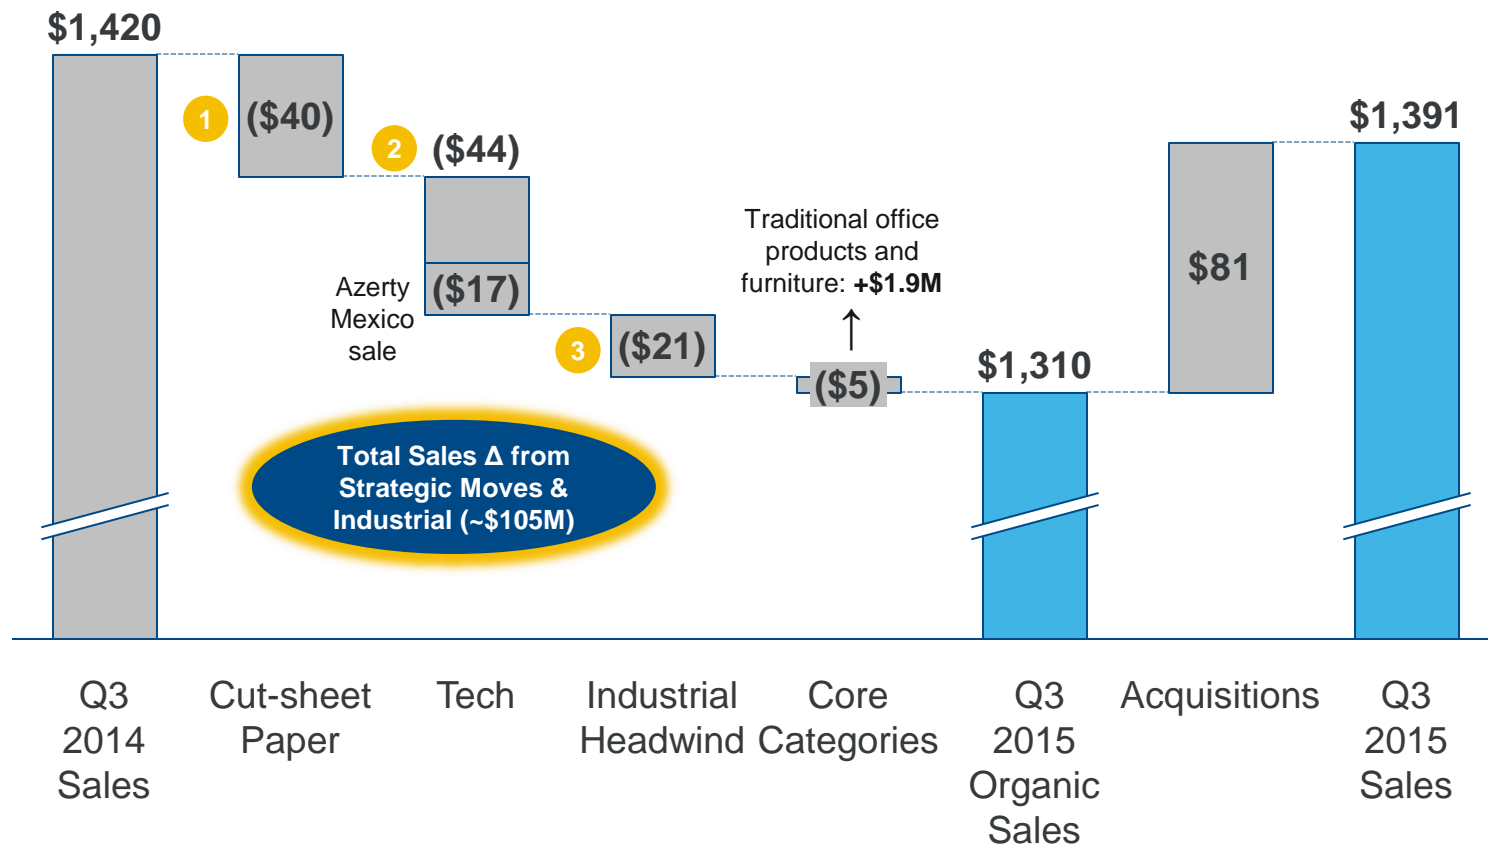 $1,420
1
($40)
2
($44)
Azerty
Mexico
sale
($17)
3
($21)
Traditional office
products and
furniture: +$1.9M
($5)
$1,310
$81
$1,391
Total Sales Δ from
Strategic Moves &
Industrial (~$105M)
Q3
2014
Sales
Cut-sheet
Paper
Tech
Industrial
Headwind
Core
Categories
Q3
2015
Organic
Sales
Acquisitions
Q3
2015
Sales